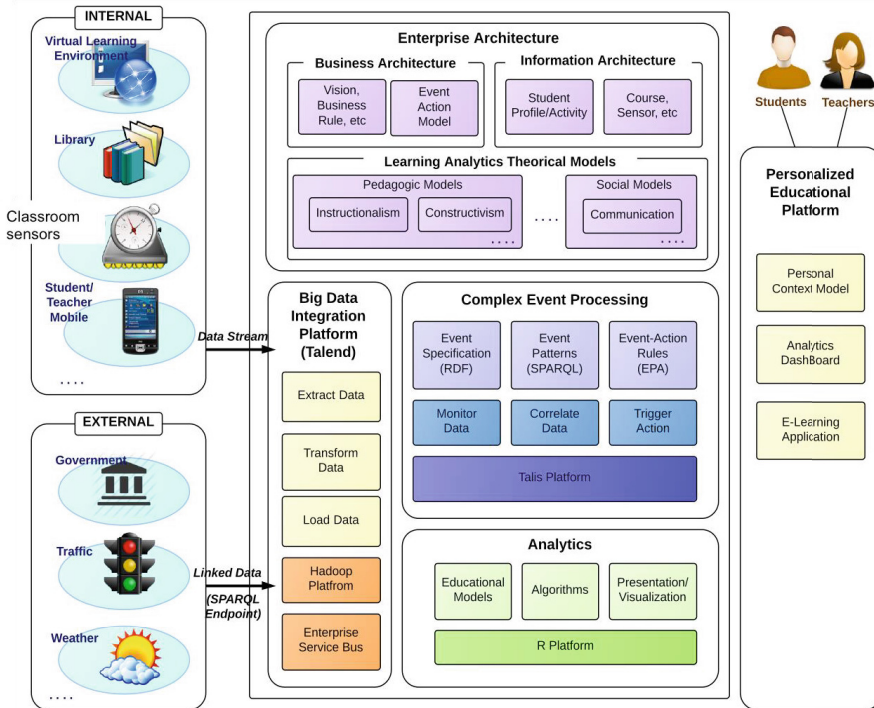 INTERNAL
Virtual Learning
Environment
Library
Classroom
sensors
Student/
Teacher
Mobile
....
Data Stream
EXTERNAL
Government
Traffic
Linked Data
(SPARQL
Endpoint)
Weather
....
Enterprise Architecture
Business Architecture
Vision,
Business
Rule, etc
Event
Action
Model
Information Architecture
Student
Profile/Activity
Course,
Sensor, etc
Learning Analytics Theorical Models
Pedagogic Models
Instructionalism
Constructivism
....
....
Social Models
Communication
....
Big Data
Integration
Platform
(Talend)
Extract Data
Transform
Data
Load Data
Hadoop
Platfrom
Enterprise
Service Bus
Complex Event Processing
Event
Specification
(RDF)
Event
Patterns
(SPARQL)
Event-Action
Rules
(EPA)
Monitor
Data
Correlate
Data
Trigger
Action
Talis Platform
Analytics
Educational
Models
Algorithms
Presentation/
Visualization
R Platform
Students
Teachers
Personalized
Educational
Platform
Personal
Context Model
Analytics
DashBoard
E-Learning
Application